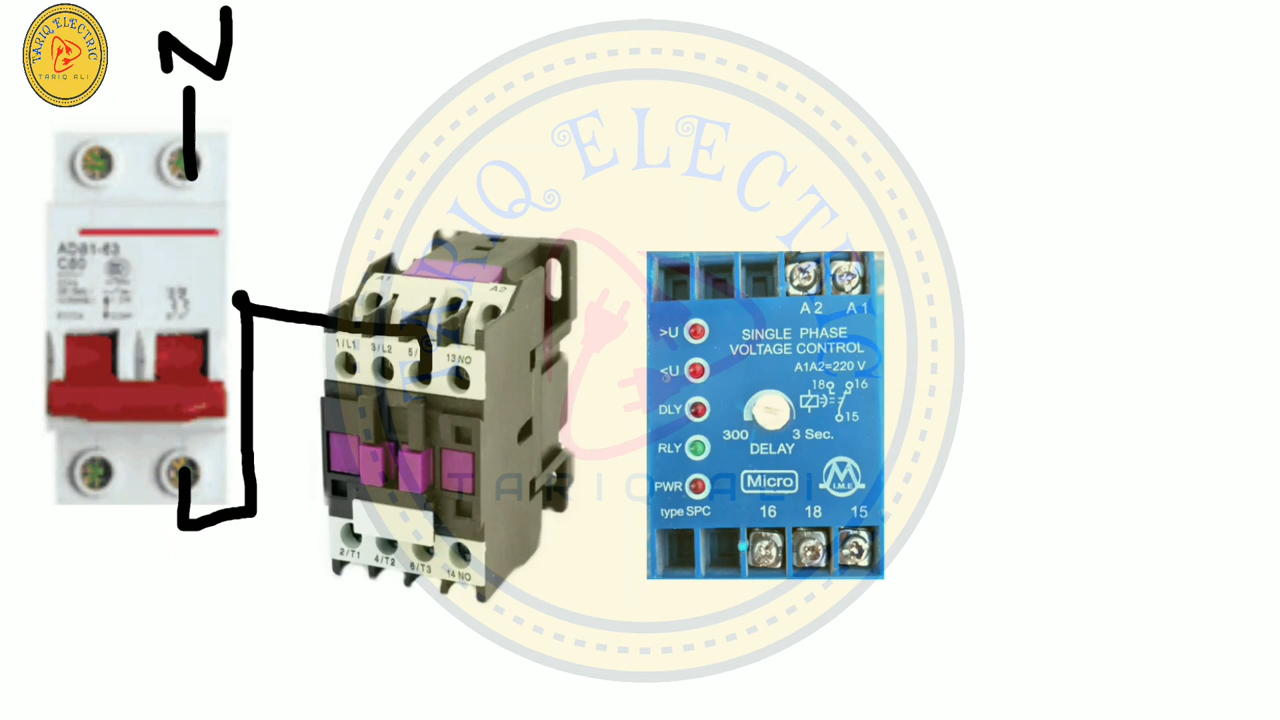 TARIQ ELECTRIC
TARIQ ALI
N
TARIQ ELECTRICS
TARIQ ALI
C60
A1
A2
1/L1 3/L2 5/ 13 NO
2/T1 4/T2 6/T3 14 NO
A 2 A 1
>U SINGLE PHASE
VOLTAGE CONTROL
<U A1A2=220 V
18 16
DLY
15
300 3 Sec.
RLY DELAY
PWR Micro M
I.M.E
type SPC 16 18 15